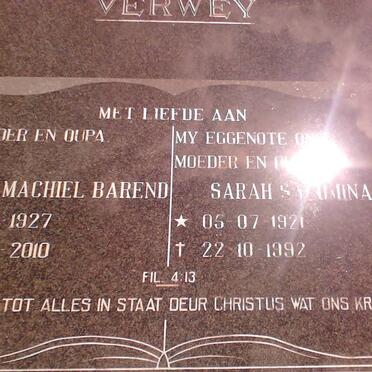 VERWEY
MET LIEFDE AAN
DER EN OUPA
MACHIEL BAREND
1927
2010
MY EGGENOTE
MOEDER EN
SARAH
★ 05-07-1921
† 22-10-1992
FIL. 4:13
TOT ALLES IN STAAT DEUR CHRISTUS WAT ONS KR